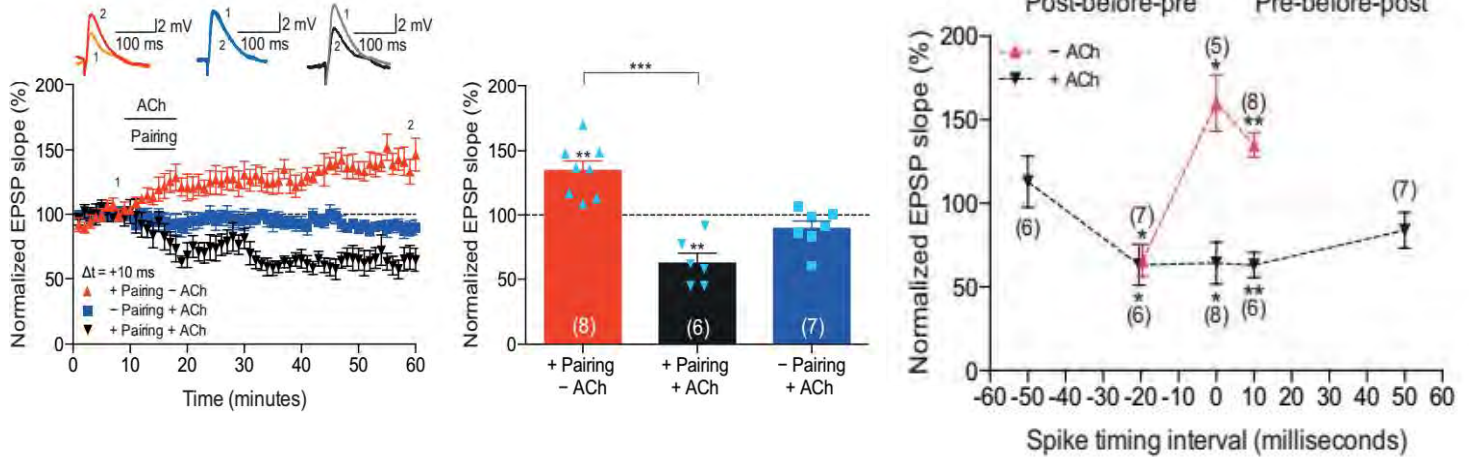 2
1
2 mV
100 ms
1
2
2 mV
100 ms
1
2
2 mV
100 ms
Normalized EPSP slope (%)
200
150
100
50
0
ACh
Pairing
1
2
Δt = +10 ms
+ Pairing − ACh
− Pairing + ACh
+ Pairing + ACh
0
10
20
30
40
50
60
Time (minutes)
Normalized EPSP slope (%)
200
150
100
50
0
***
**
**
(8)
(6)
(7)
+ Pairing
− ACh
+ Pairing
+ ACh
− Pairing
+ ACh
Post-before-pre
Pre-before-post
Normalized EPSP slope (%)
200
150
100
50
0
− ACh
+ ACh
(5)
*
(8)
**
(6)
(7)
*
*
(6)
*
(8)
**
(6)
(7)
-60 -50 -40 -30 -20 -10 0 10 20 30 40 50 60
Spike timing interval (milliseconds)